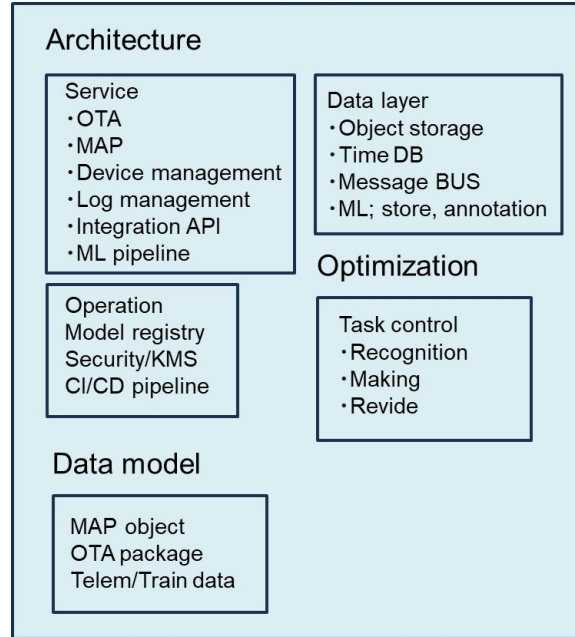 Architecture
Service
・OTA
・MAP
・Device management
・Log management
・Integration API
・ML pipeline
Data layer
・Object storage
・Time DB
・Message BUS
・ML; store, annotation
Operation
Model registry
Security/KMS
CI/CD pipeline
Optimization
Task control
・Recognition
・Making
・Revide
Data model
MAP object
OTA package
Telem/Train data